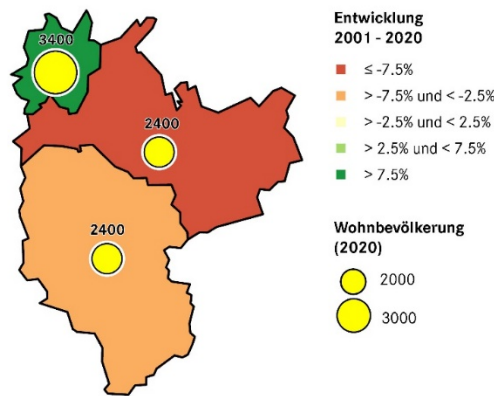 3400
2400
2400
Entwicklung
2001 - 2020
≤ -7.5%
> -7.5% und < -2.5%
> -2.5% und < 2.5%
> 2.5% und < 7.5%
> 7.5%
Wohnbevölkerung
(2020)
2000
3000